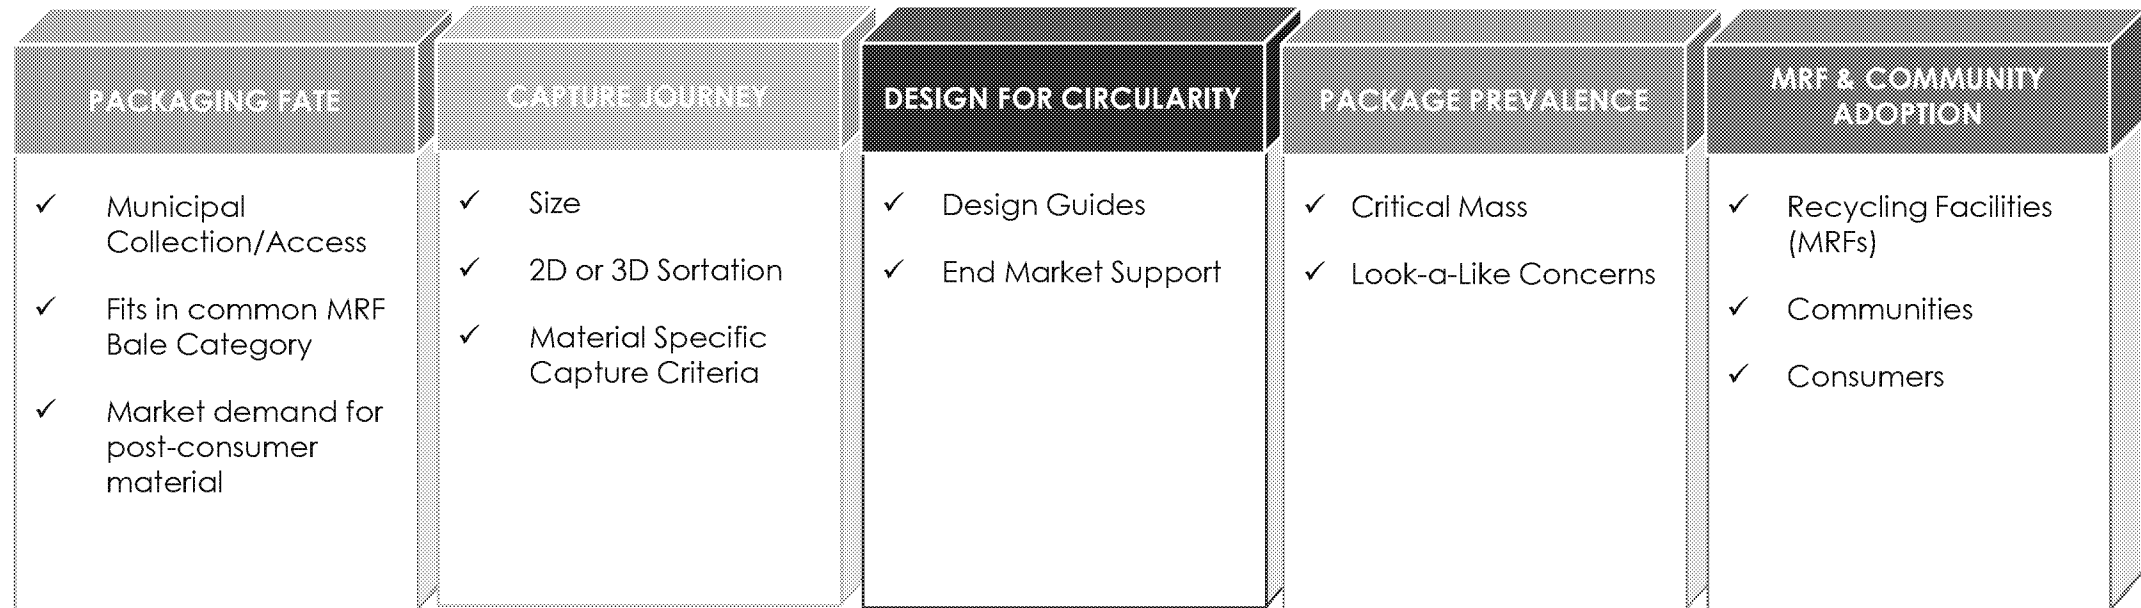 PACKAGING FATE
✓ Municipal
Collection/Access
✓ Fits in common MRF
Bale Category
✓ Market demand for
post-consumer
material
CAPTURE JOURNEY
✓ Size
✓ 2D or 3D Sortation
✓ Material Specific
Capture Criteria
DESIGN FOR CIRCULARITY
✓ Design Guides
✓ End Market Support
PACKAGE PREVALENCE
✓ Critical Mass
✓ Look-a-Like Concerns
MRF & COMMUNITY
ADOPTION
✓ Recycling Facilities
(MRFs)
✓ Communities
✓ Consumers